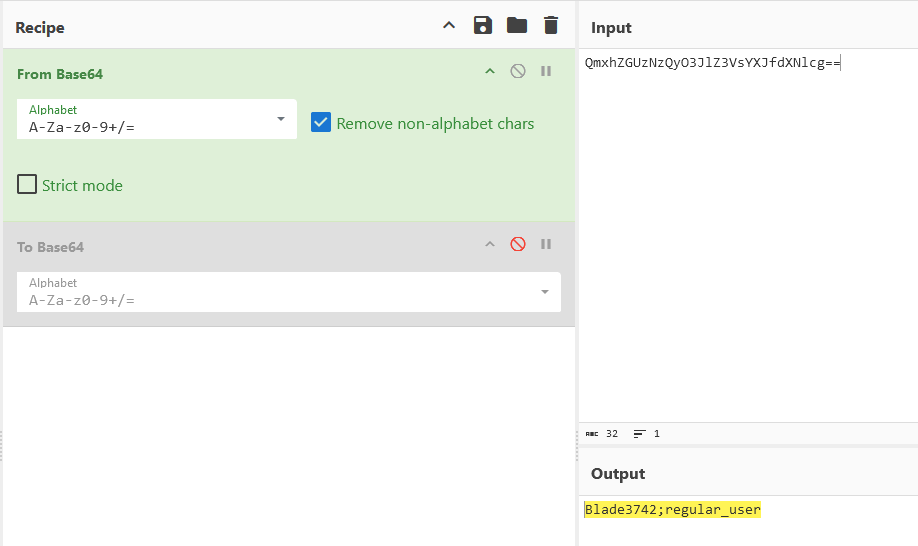 Recipe
From Base64
Alphabet
A-Za-z0-9+/=
Remove non-alphabet chars
Strict mode
To Base64
Alphabet
A-Za-z0-9+/=
Input
QmxhZGUzNzQyO3JlZ3VsYXJfdXNlcg==
ABC 32 1
Output
Blade3742;regular_user